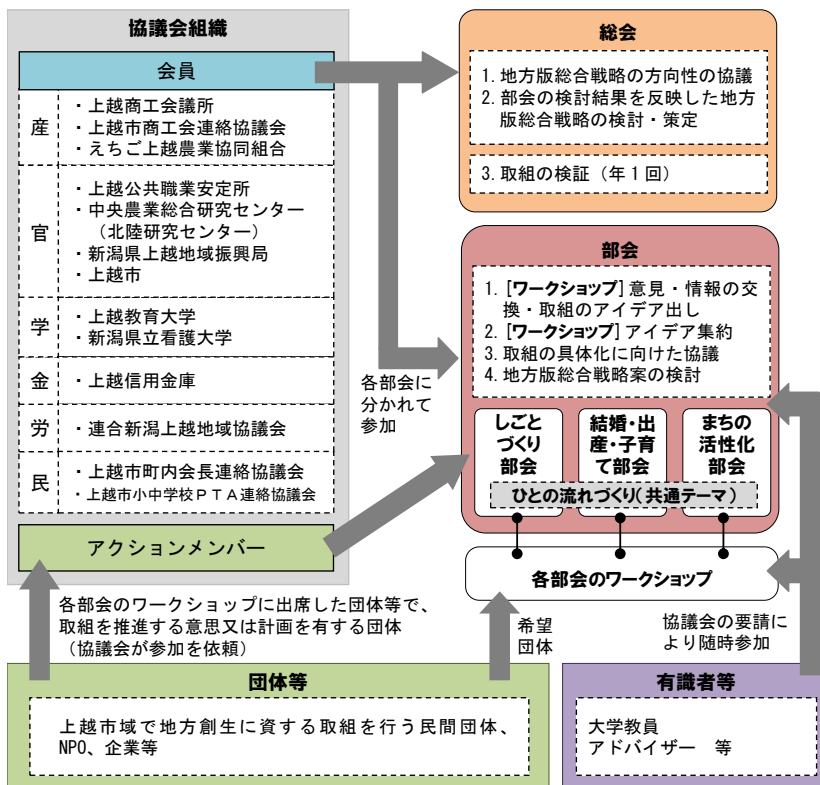 協議会組織
会員
産
・上越商工会議所
・上越市商工会連絡協議会
・えちご上越農業協同組合
官
・上越公共職業安定所
・中央農業総合研究センター
（北陸研究センター）
・新潟県上越地域振興局
・上越市
学
・上越教育大学
・新潟県立看護大学
金
・上越信用金庫
労
・連合新潟上越地域協議会
民
・上越市町内会長連絡協議会
・上越市小中学校ＰＴＡ連絡協議会
アクションメンバー
総会
1. 地方版総合戦略の方向性の協議
2. 部会の検討結果を反映した地方
版総合戦略の検討・策定
3. 取組の検証（年１回）
部会
1. [ワークショップ] 意見・情報の交
換・取組のアイデア出し
2. [ワークショップ] アイデア集約
3. 取組の具体化に向けた協議
4. 地方版総合戦略案の検討
しごと
づくり
部会
結婚・出
産・子育
て部会
まちの
活性化
部会
ひとの流れづくり（共通テーマ）
各部会のワークショップ
各部会に
分かれて
参加
各部会のワークショップに出席した団体等で、
取組を推進する意思又は計画を有する団体
（協議会が参加を依頼）
希望
団体
協議会の要請に
より随時参加
団体等
上越市域で地方創生に資する取組を行う民間団体、
NPO、企業等
有識者等
大学教員
アドバイザー　等